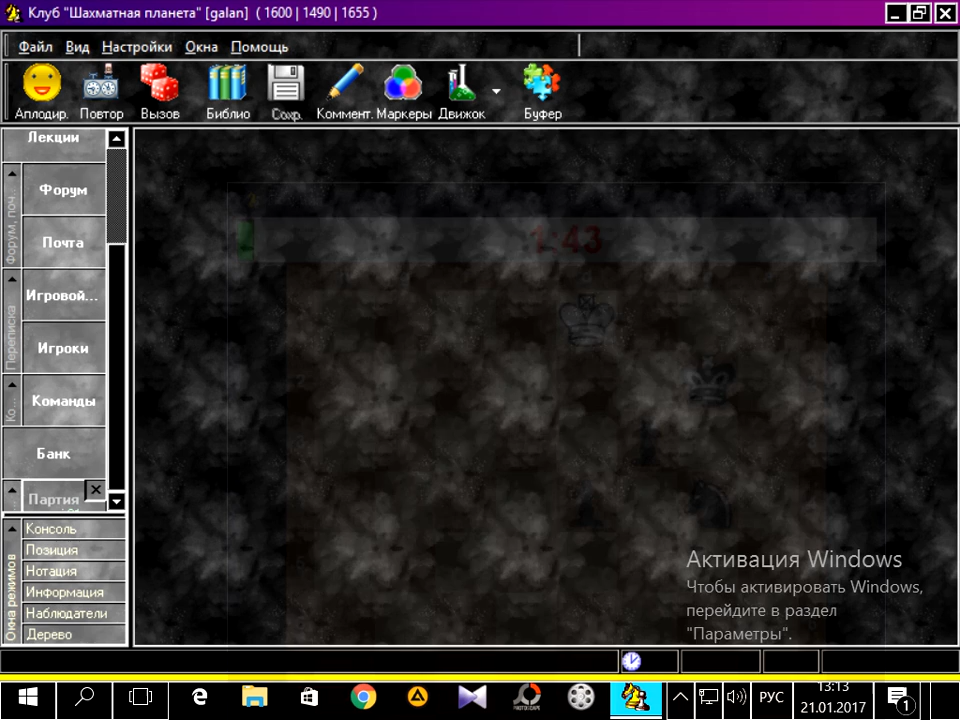 Клуб "Шахматная планета" [galan] ( 1600 | 1490 | 1655 )
Файл Вид Настройки Окна Помощь
Аплодир. Повтор Вызов Библио Сохр. Коммент. Маркеры Движок Буфер
Лекции
Форум, поч...
Форум
Почта
Переписка
Игровой...
Игроки
Ко...
Команды
Банк
Партия
Окна режимов
Консоль
Позиция
Нотация
Информация
Наблюдатели
Дерево
1:43
Активация Windows
Чтобы активировать Windows,
перейдите в раздел
"Параметры".
РУС
13:13
21.01.2017
1